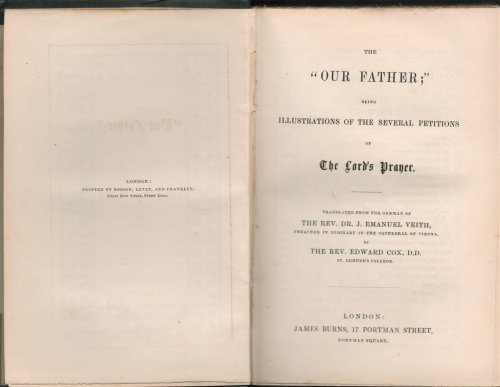 LONDON:
PRINTED BY ROBSON, LEVEY, AND FRANKLYN,
Great New Street, Fetter Lane.
THE
"OUR FATHER;"
BEING
ILLUSTRATIONS OF THE SEVERAL PETITIONS
OF
The Lord's Prayer.
TRANSLATED FROM THE GERMAN OF
THE REV. DR. J. EMANUEL VEITH,
PREACHER IN ORDINARY IN THE CATHEDRAL OF VIENNA,
BY
THE REV. EDWARD COX, D.D.
ST. EDMUND'S COLLEGE.
LONDON:
JAMES BURNS, 17 PORTMAN STREET,
PORTMAN SQUARE.